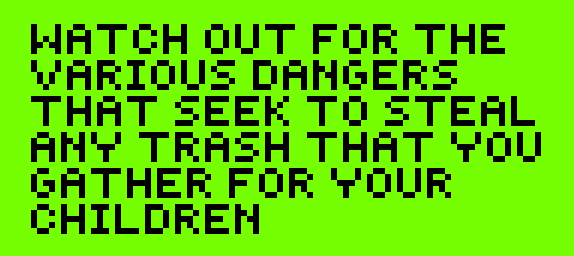 WATCH OUT FOR THE
VARIOUS DANGERS
THAT SEEK TO STEAL
ANY TRASH THAT YOU
GATHER FOR YOUR
CHILDREN